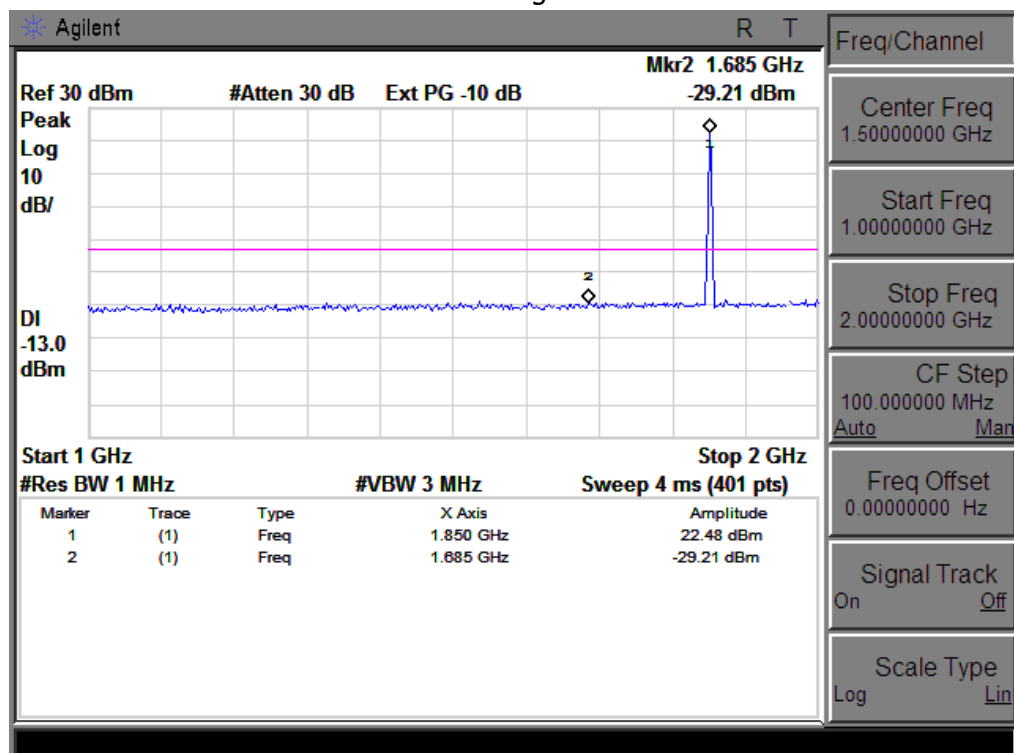 Agilent R T
Mkr2 1.685 GHz
Ref 30 dBm #Atten 30 dB Ext PG -10 dB -29.21 dBm
Peak
Log
10
dB/
1
2
DI
-13.0
dBm
Start 1 GHz Stop 2 GHz
#Res BW 1 MHz #VBW 3 MHz Sweep 4 ms (401 pts)
Marker Trace Type X Axis Amplitude
1 (1) Freq 1.850 GHz 22.48 dBm
2 (1) Freq 1.685 GHz -29.21 dBm
Freq/Channel
Center Freq
1.50000000 GHz
Start Freq
1.00000000 GHz
Stop Freq
2.00000000 GHz
CF Step
100.000000 MHz
Auto Man
Freq Offset
0.00000000 Hz
Signal Track
On Off
Scale Type
Log Lin